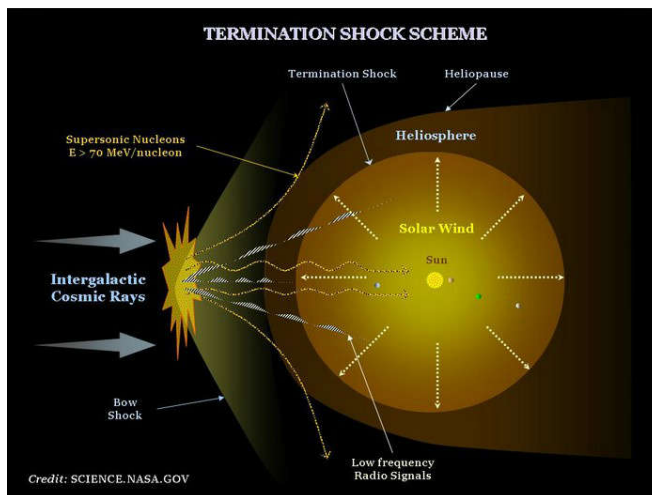 TERMINATION SHOCK SCHEME
Termination Shock
Heliopause
Supersonic Nucleons
E > 70 MeV/nucleon
Heliosphere
Solar Wind
Sun
Intergalactic
Cosmic Rays
Bow
Shock
Low frequency
Radio Signals
Credit: SCIENCE.NASA.GOV